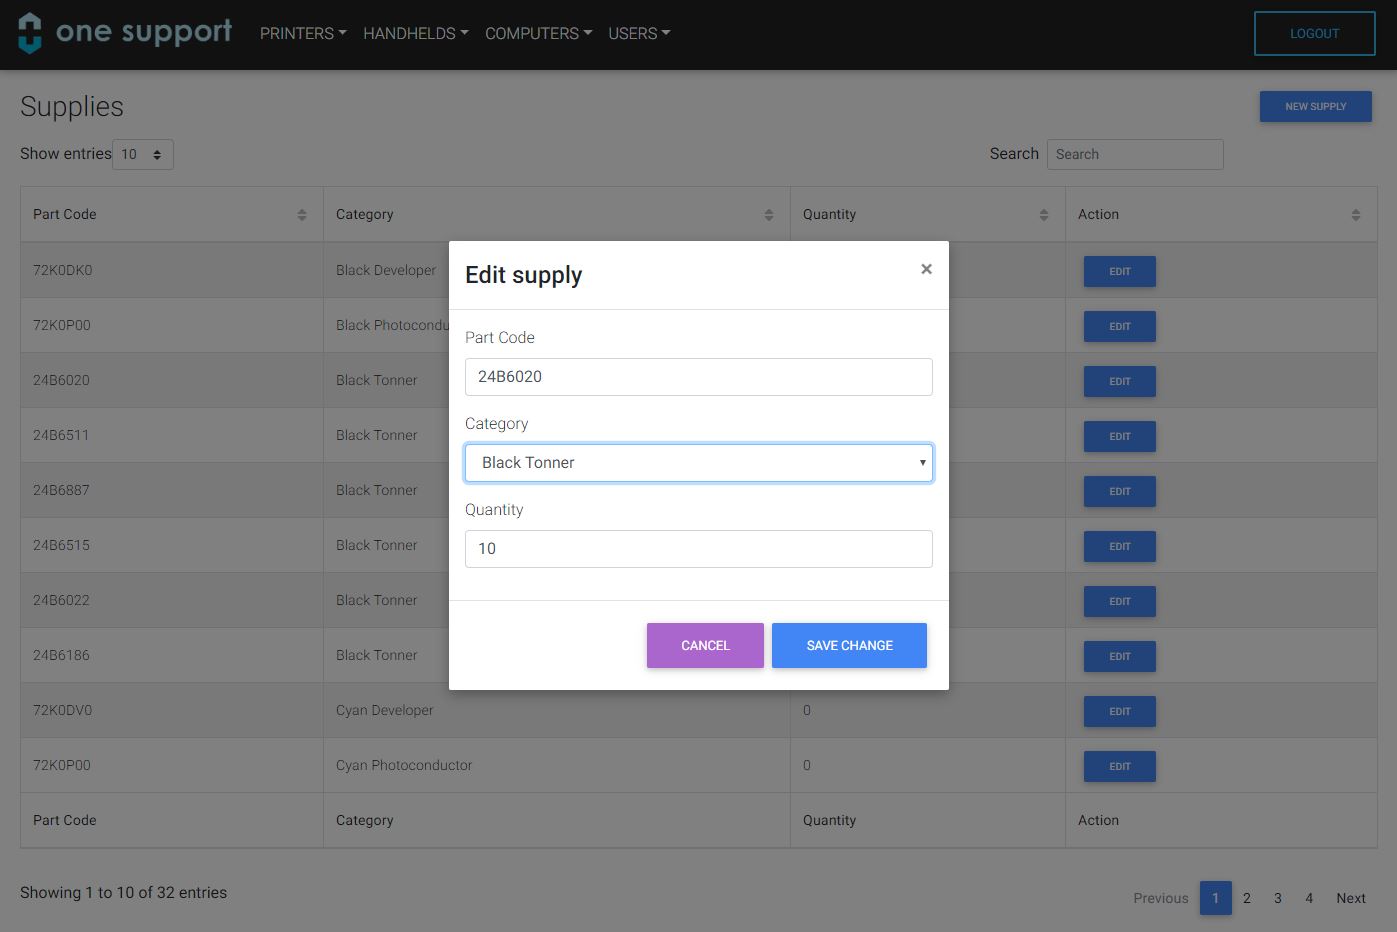 one support PRINTERS HANDHELDS COMPUTERS USERS LOGOUT
Supplies NEW SUPPLY
Show entries 10 Search Search
Part Code Category Quantity Action
72K0DK0 Black Developer EDIT
72K0P00 Black Photocondu EDIT
24B6020 Black Tonner EDIT
24B6511 Black Tonner EDIT
24B6887 Black Tonner EDIT
24B6515 Black Tonner EDIT
24B6022 Black Tonner EDIT
24B6186 Black Tonner EDIT
72K0DV0 Cyan Developer 0 EDIT
72K0P00 Cyan Photoconductor 0 EDIT
Part Code Category Quantity Action
Showing 1 to 10 of 32 entries Previous 1 2 3 4 Next
Edit supply ×
Part Code
24B6020
Category
Black Tonner
Quantity
10
CANCEL SAVE CHANGE